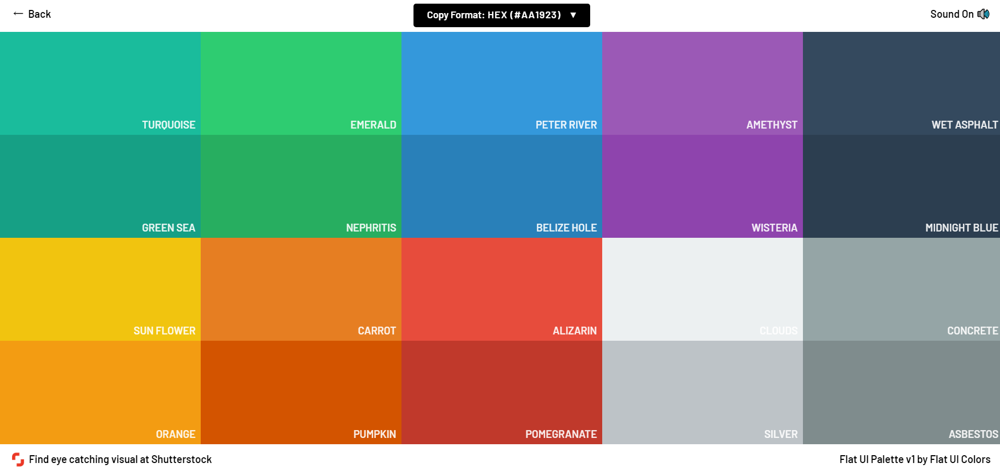 ← Back
Copy Format: HEX (#AA1923) ▼
Sound On
TURQUOISE
EMERALD
PETER RIVER
AMETHYST
WET ASPHALT
GREEN SEA
NEPHRITIS
BELIZE HOLE
WISTERIA
MIDNIGHT BLUE
SUN FLOWER
CARROT
ALIZARIN
CLOUDS
CONCRETE
ORANGE
PUMPKIN
POMEGRANATE
SILVER
ASBESTOS
Find eye catching visual at Shutterstock
Flat UI Palette v1 by Flat UI Colors